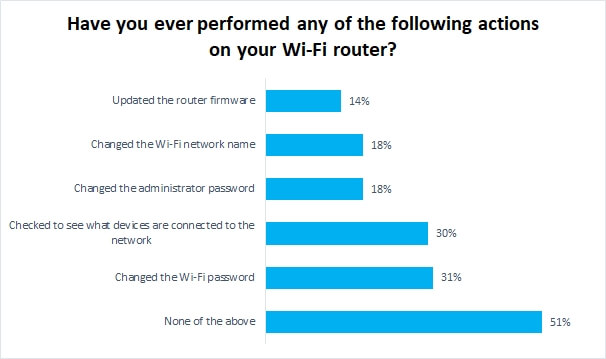 Have you ever performed any of the following actions
on your Wi-Fi router?
Updated the router firmware
14%
Changed the Wi-Fi network name
18%
Changed the administrator password
18%
Checked to see what devices are connected to the
network
30%
Changed the Wi-Fi password
31%
None of the above
51%